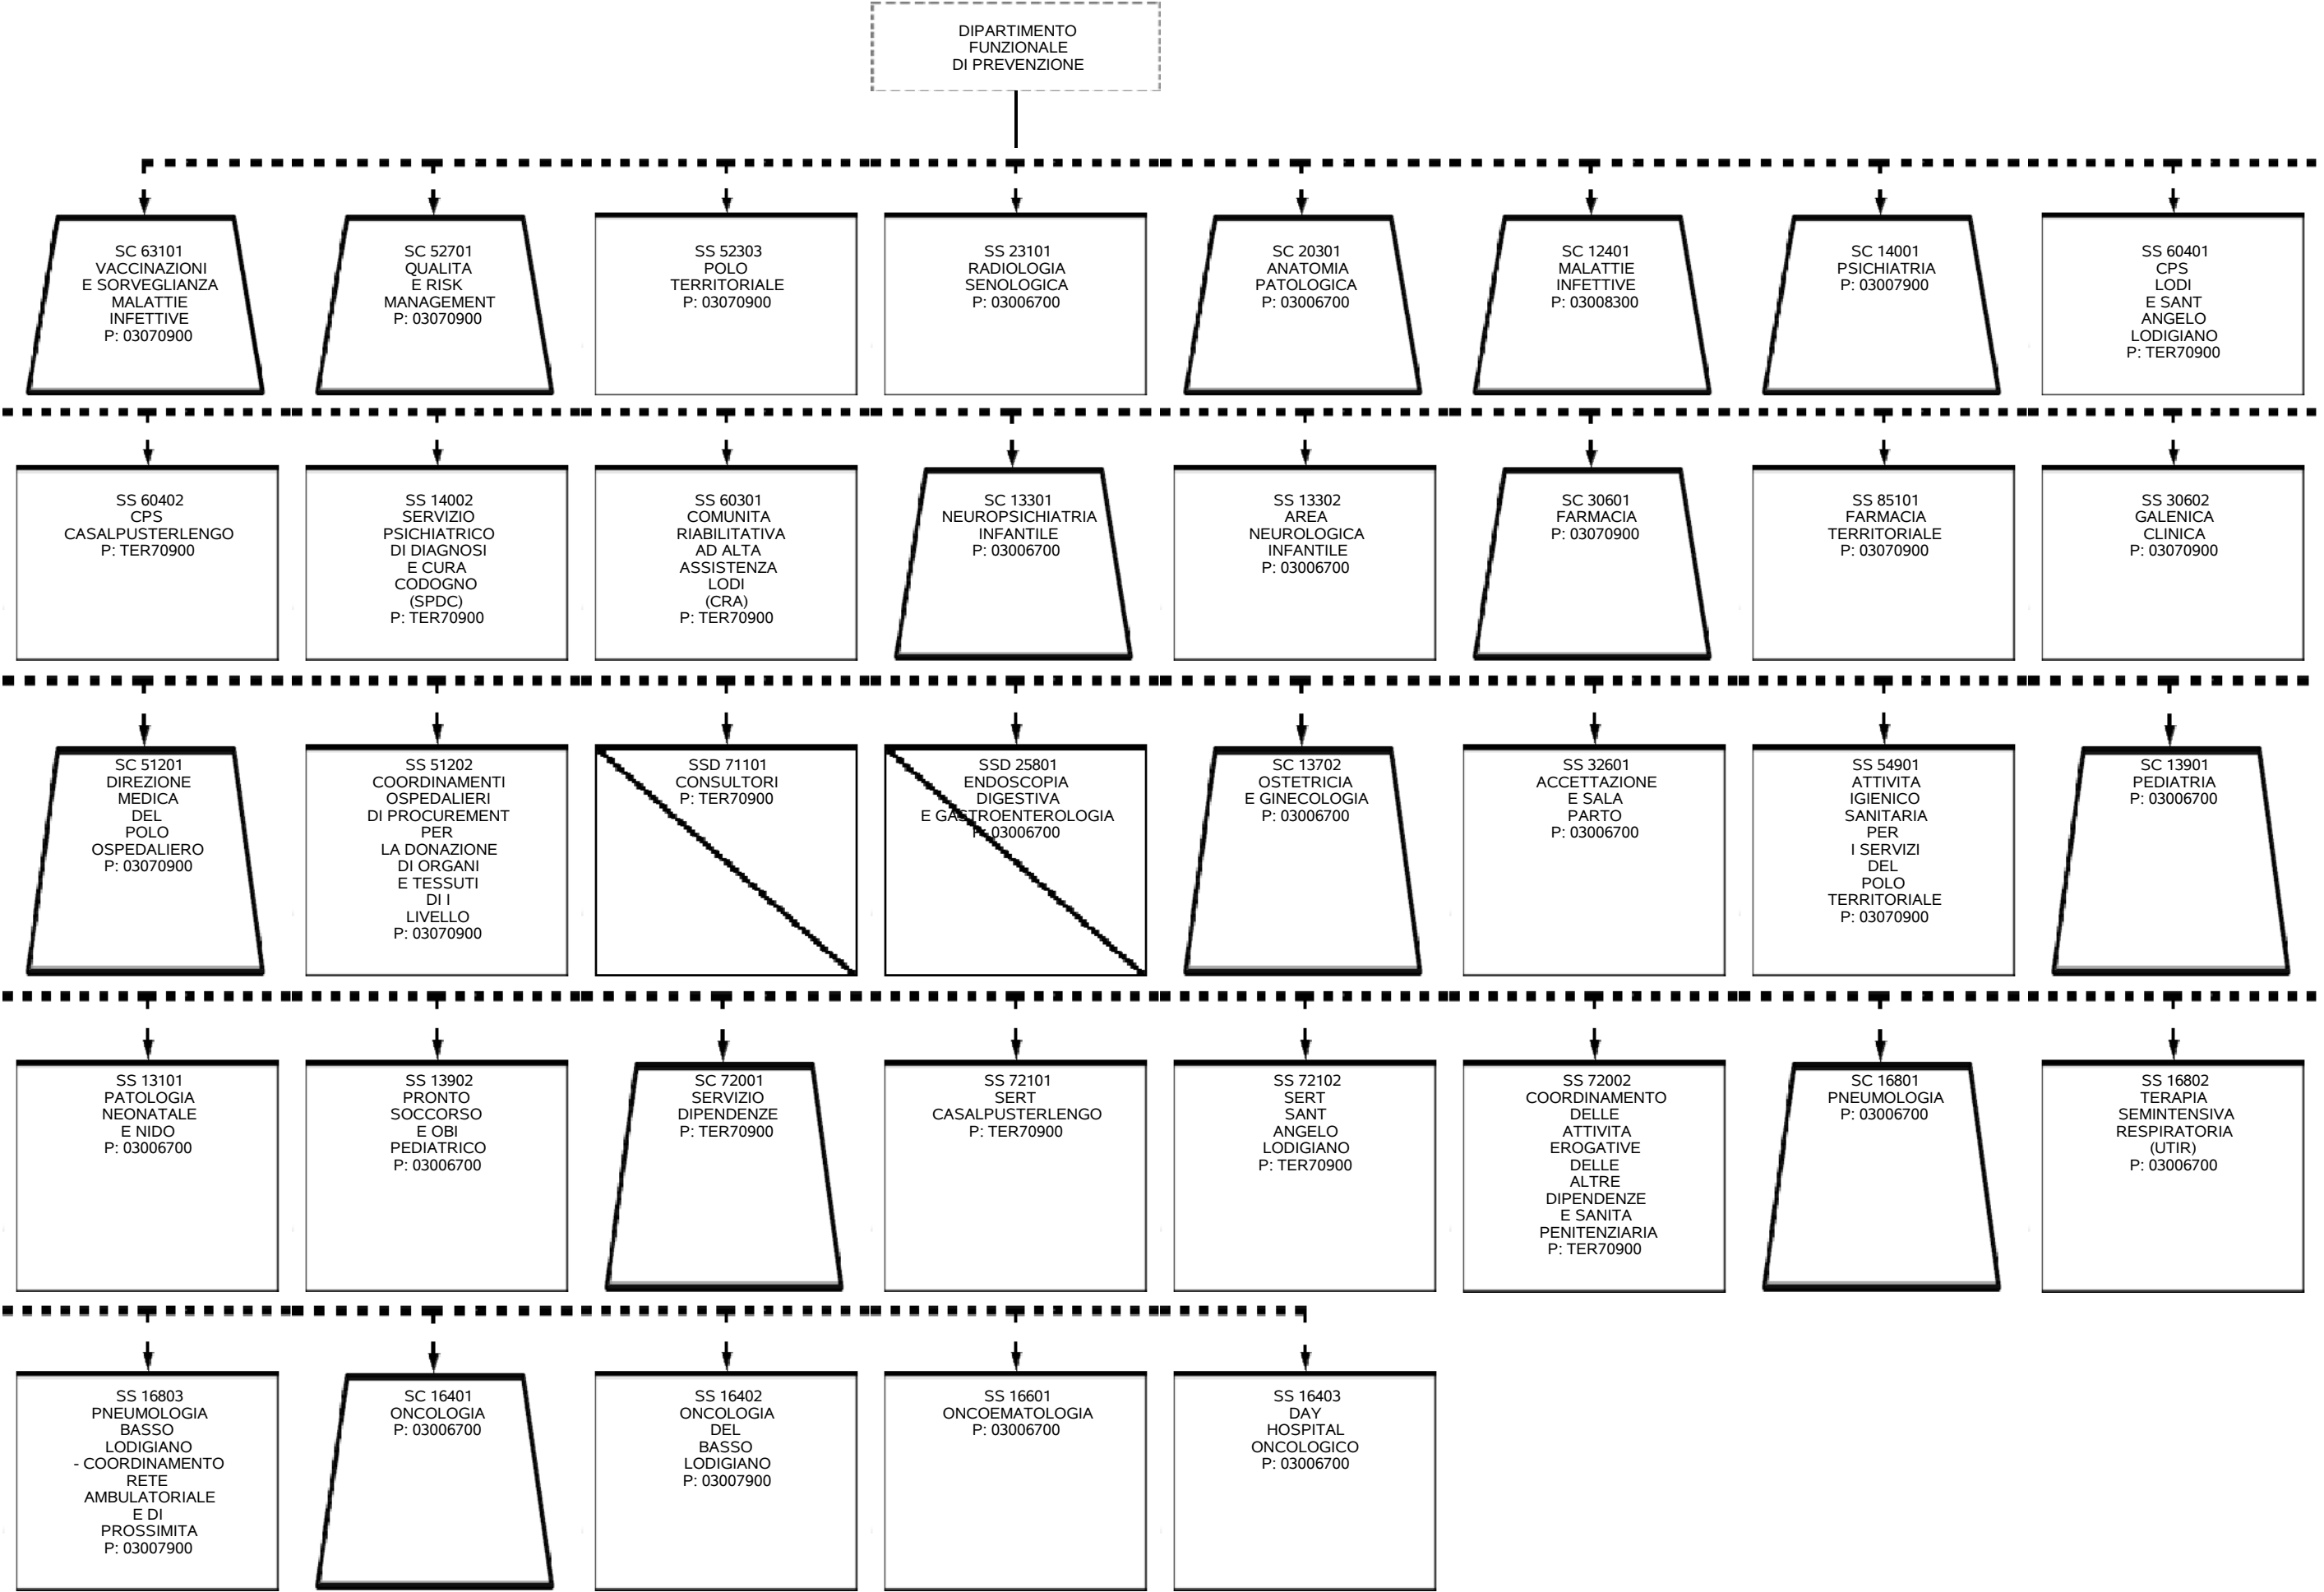 DIPARTIMENTO
FUNZIONALE
DI PREVENZIONE
SC 63101
VACCINAZIONI
E SORVEGLIANZA
MALATTIE
INFETTIVE
P: 03070900
SC 52701
QUALITA
E RISK
MANAGEMENT
P: 03070900
SS 52303
POLO
TERRITORIALE
P: 03070900
SS 23101
RADIOLOGIA
SENOLOGICA
P: 03006700
SC 20301
ANATOMIA
PATOLOGICA
P: 03006700
SC 12401
MALATTIE
INFETTIVE
P: 03008300
SC 14001
PSICHIATRIA
P: 03007900
SS 60401
CPS
LODI
E SANT
ANGELO
LODIGIANO
P: TER70900
SS 60402
CPS
CASALPUSTERLENGO
P: TER70900
SS 14002
SERVIZIO
PSICHIATRICO
DI DIAGNOSI
E CURA
CODOGNO
(SPDC)
P: TER70900
SS 60301
COMUNITA
RIABILITATIVA
AD ALTA
ASSISTENZA
LODI
(CRA)
P: TER70900
SC 13301
NEUROPSICHIATRIA
INFANTILE
P: 03006700
SS 13302
AREA
NEUROLOGICA
INFANTILE
P: 03006700
SC 30601
FARMACIA
P: 03070900
SS 85101
FARMACIA
TERRITORIALE
P: 03070900
SS 30602
GALENICA
CLINICA
P: 03070900
SC 51201
DIREZIONE
MEDICA
DEL
POLO
OSPEDALIERO
P: 03070900
SS 51202
COORDINAMENTI
OSPEDALIERI
DI PROCUREMENT
PER
LA DONAZIONE
DI ORGANI
E TESSUTI
DI I
LIVELLO
P: 03070900
SSD 71101
CONSULTORI
P: TER70900
SSD 25801
ENDOSCOPIA
DIGESTIVA
E GASTROENTEROLOGIA
P: 03006700
SC 13702
OSTETRICIA
E GINECOLOGIA
P: 03006700
SS 32601
ACCETTAZIONE
E SALA
PARTO
P: 03006700
SS 54901
ATTIVITA
IGIENICO
SANITARIA
PER
I SERVIZI
DEL
POLO
TERRITORIALE
P: 03070900
SC 13901
PEDIATRIA
P: 03006700
SS 13101
PATOLOGIA
NEONATALE
E NIDO
P: 03006700
SS 13902
PRONTO
SOCCORSO
E OBI
PEDIATRICO
P: 03006700
SC 72001
SERVIZIO
DIPENDENZE
P: TER70900
SS 72101
SERT
CASALPUSTERLENGO
P: TER70900
SS 72102
SERT
SANT
ANGELO
LODIGIANO
P: TER70900
SS 72002
COORDINAMENTO
DELLE
ATTIVITA
EROGATIVE
DELLE
ALTRE
DIPENDENZE
E SANITA
PENITENZIARIA
P: TER70900
SC 16801
PNEUMOLOGIA
P: 03006700
SS 16802
TERAPIA
SEMINTENSIVA
RESPIRATORIA
(UTIR)
P: 03006700
SS 16803
PNEUMOLOGIA
BASSO
LODIGIANO
- COORDINAMENTO
RETE
AMBULATORIALE
E DI
PROSSIMITA
P: 03007900
SC 16401
ONCOLOGIA
P: 03006700
SS 16402
ONCOLOGIA
DEL
BASSO
LODIGIANO
P: 03007900
SS 16601
ONCOEMATOLOGIA
P: 03006700
SS 16403
DAY
HOSPITAL
ONCOLOGICO
P: 03006700